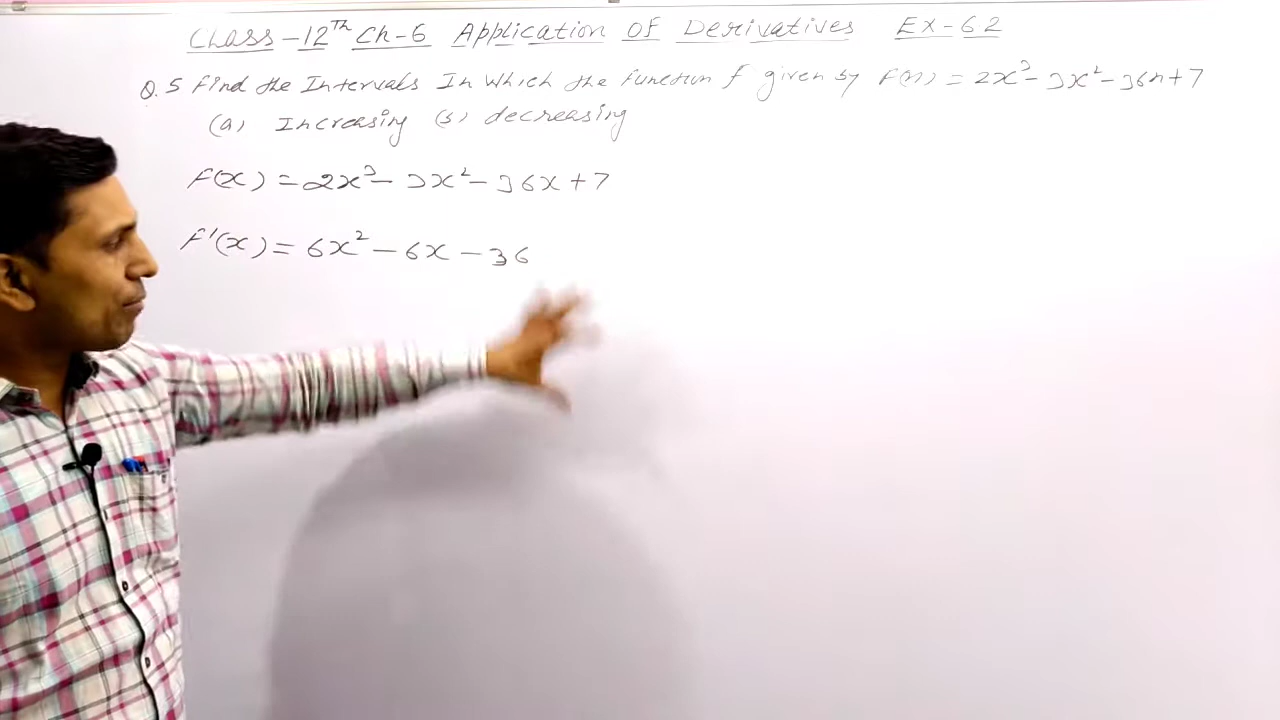 Class-12th Ch-6 Application of Derivatives Ex-6.2
Q.5 Find the Intervals In Which the function f given by f(x) = 2x³-3x²-36x+7
(a) Increasing (b) decreasing
f(x) = 2x³- 3x²- 36x+7
f'(x) = 6x²-6x-36